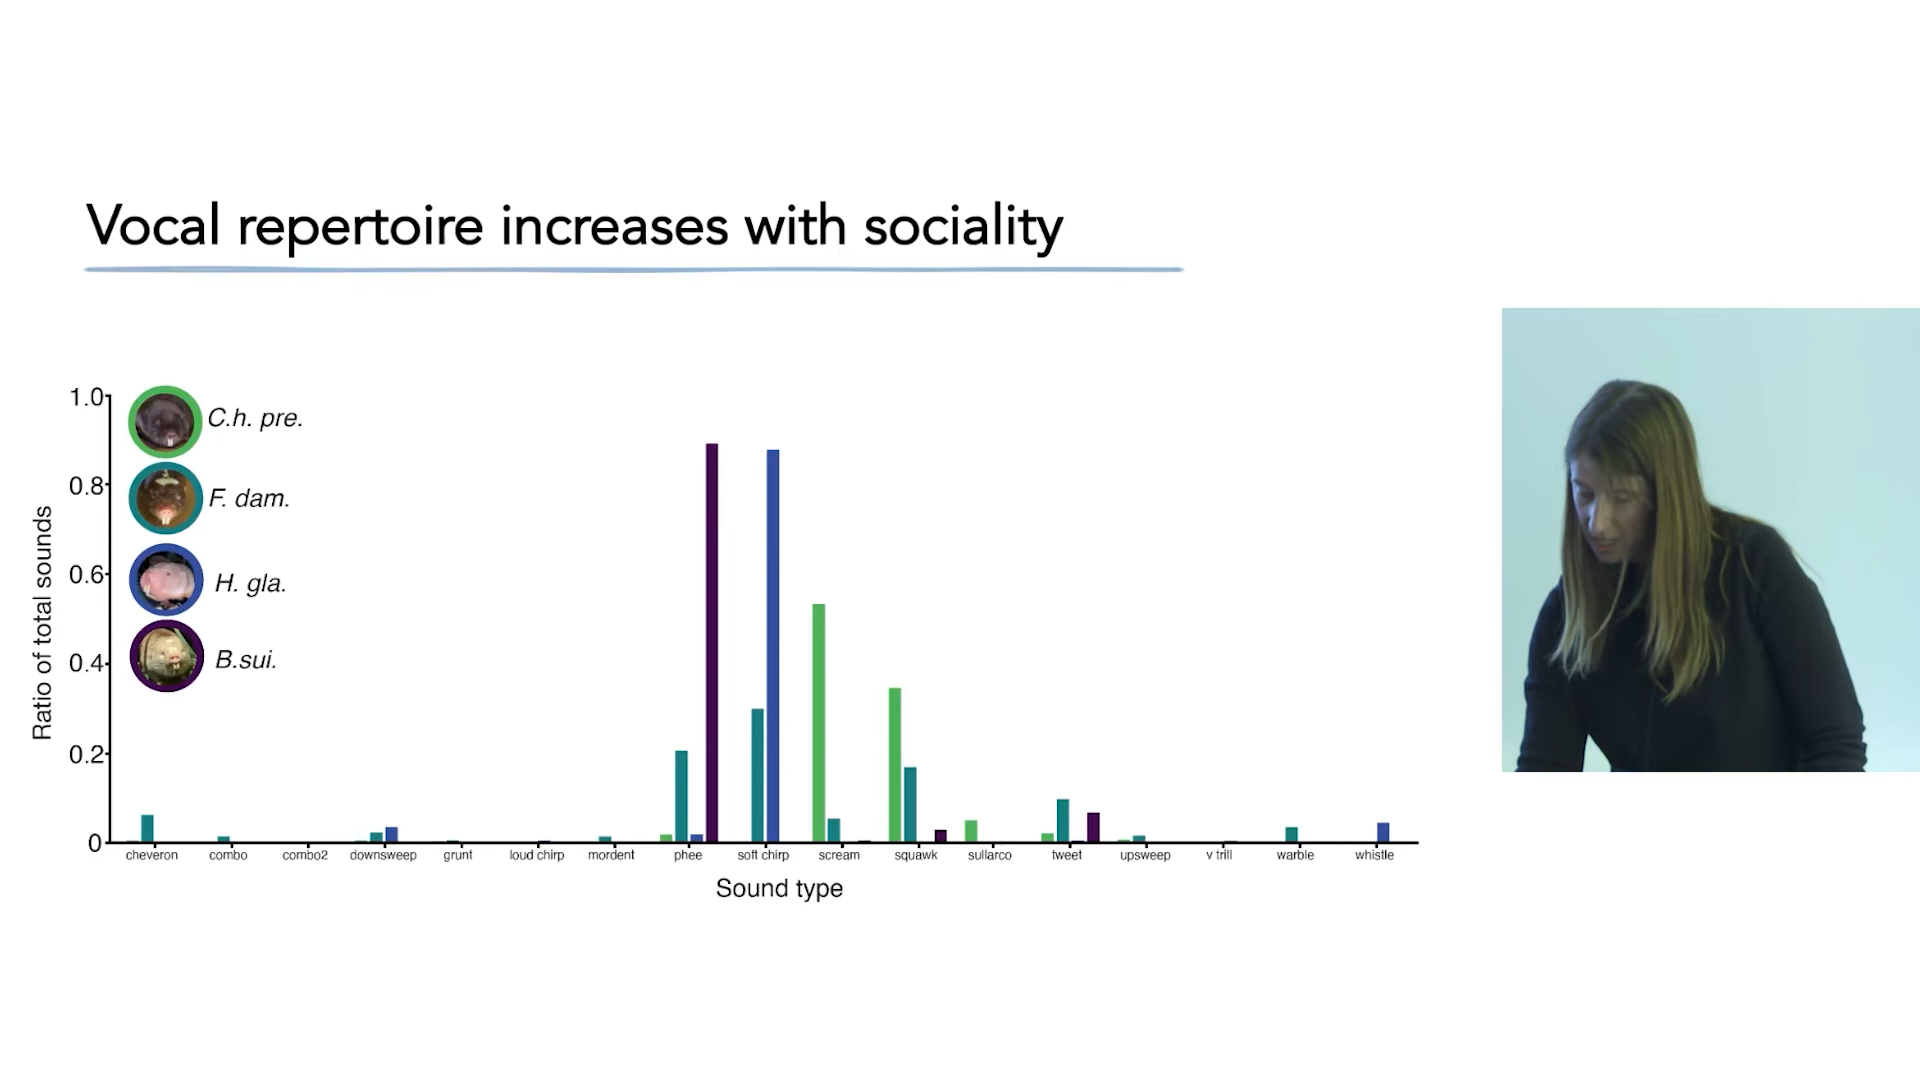 Vocal repertoire increases with sociality
1.0
0.8
0.6
0.4
0.2
0
Ratio of total sounds
C.h. pre.
F. dam.
H. gla.
B.sui.
cheveron combo combo2 downsweep grunt loud chirp mordent phee soft chirp scream squawk sullarco tweet upsweep v trill warble whistle
Sound type